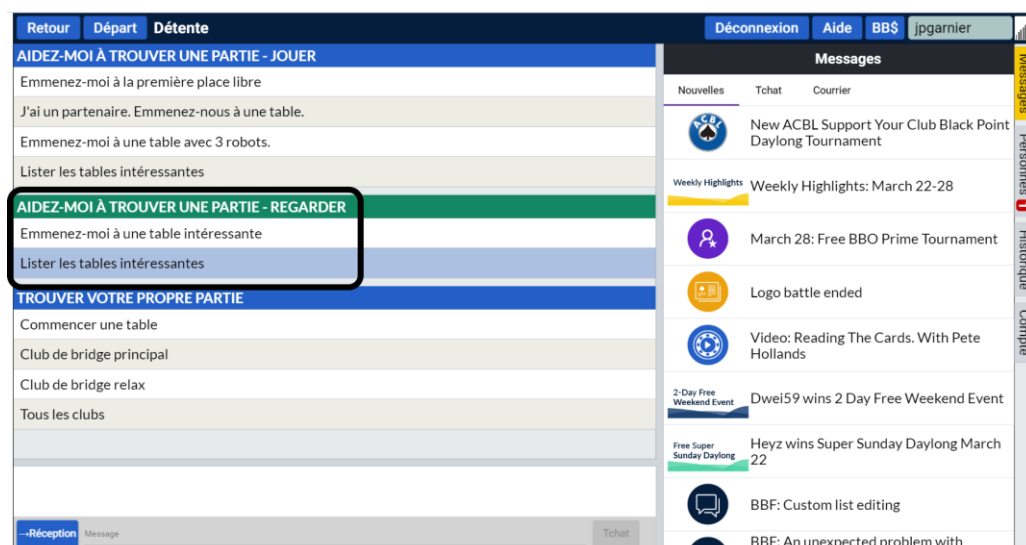 Retour Départ Détente Déconnexion Aide BB$ jpgarnier
AIDEZ-MOI À TROUVER UNE PARTIE - JOUER
Emmenez-moi à la première place libre
J'ai un partenaire. Emmenez-nous à une table.
Emmenez-moi à une table avec 3 robots.
Lister les tables intéressantes
AIDEZ-MOI À TROUVER UNE PARTIE - REGARDER
Emmenez-moi à une table intéressante
Lister les tables intéressantes
TROUVER VOTRE PROPRE PARTIE
Commencer une table
Club de bridge principal
Club de bridge relax
Tous les clubs
→Réception Message Tchat
Messages
Nouvelles Tchat Courrier
ACBL
New ACBL Support Your Club Black Point
Daylong Tournament
Weekly Highlights
Weekly Highlights: March 22-28
March 28: Free BBO Prime Tournament
Logo battle ended
Video: Reading The Cards. With Pete
Hollands
2-Day Free
Weekend Event
Dwei59 wins 2 Day Free Weekend Event
Free Super
Sunday Daylong
Heyz wins Super Sunday Daylong March
22
BBF: Custom list editing
BBF: An unexpected problem with
Messages
Personnes
Historique
Compte